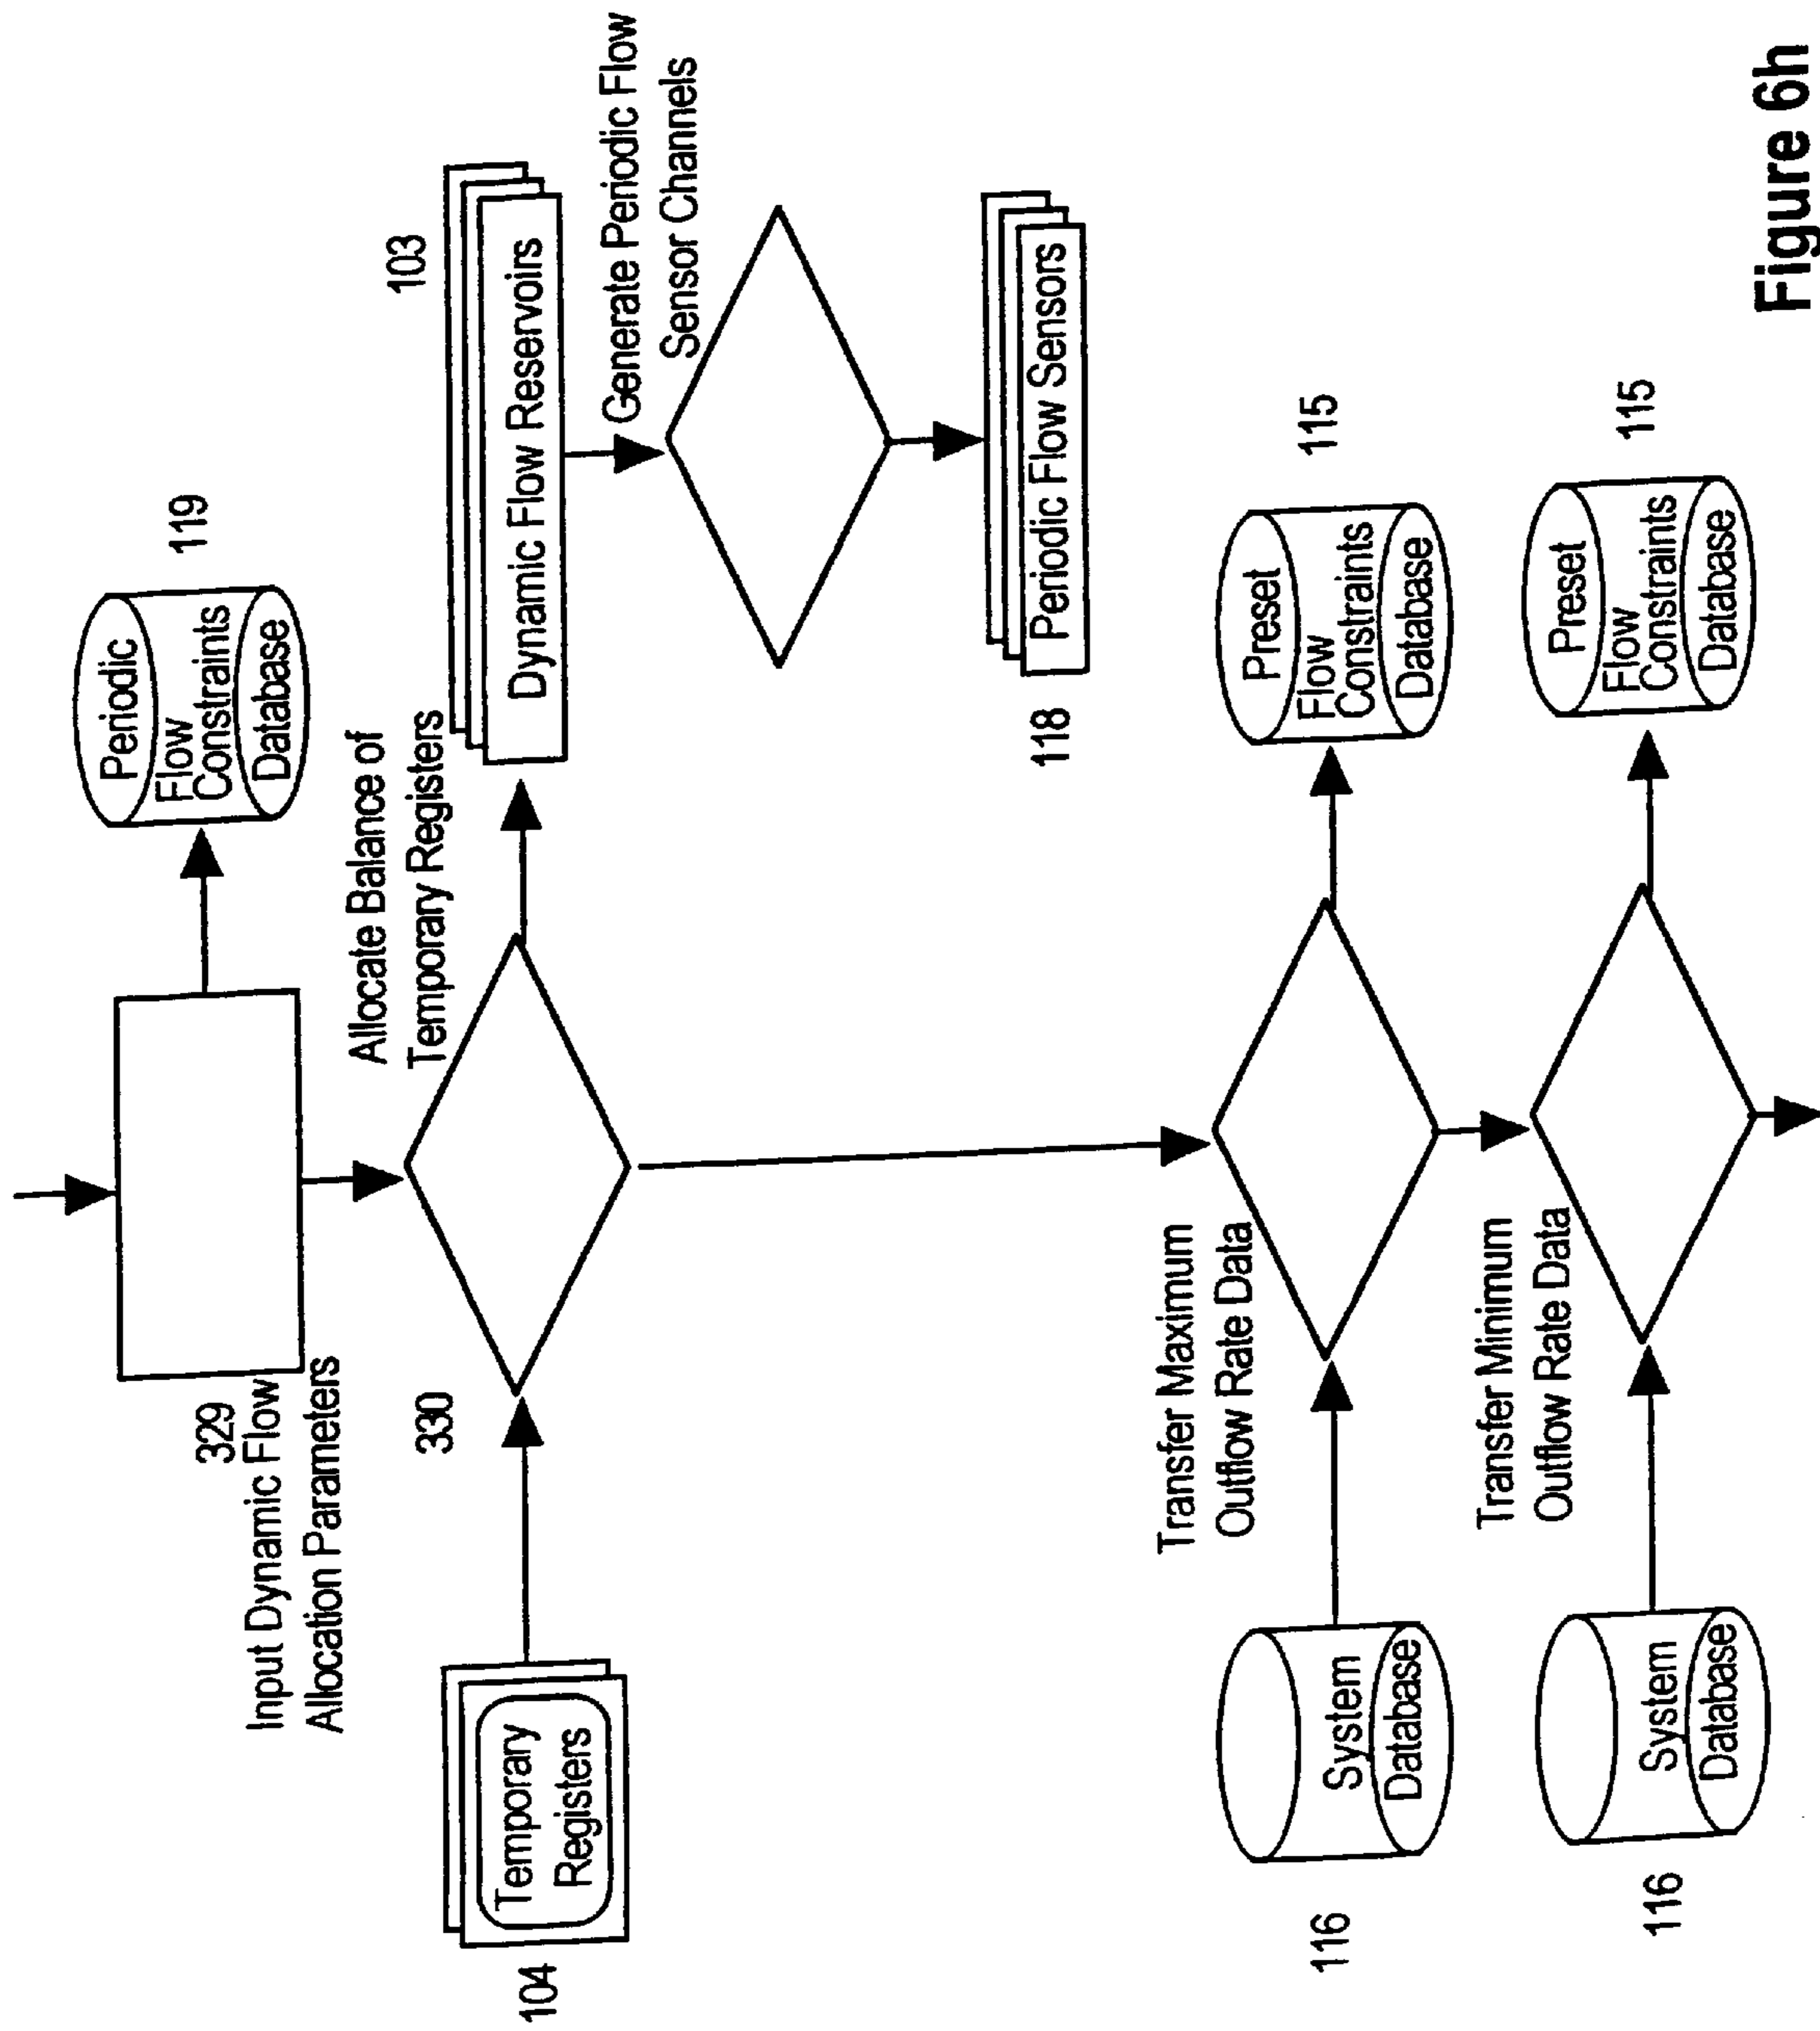 Periodic
Flow
Constraints
Database
119
329
Input Dynamic Flow
Allocation Parameters
Allocate Balance of
Temporary Registers
330
104
Temporary
Registers
103
Dynamic Flow Reservoirs
Generate Periodic Flow
Sensor Channels
118
Periodic Flow Sensors
Transfer Maximum
Outflow Rate Data
116
System
Database
Preset
Flow
Constraints
Database
115
Transfer Minimum
Outflow Rate Data
116
System
Database
Preset
Flow
Constraints
Database
115
Figure 6h